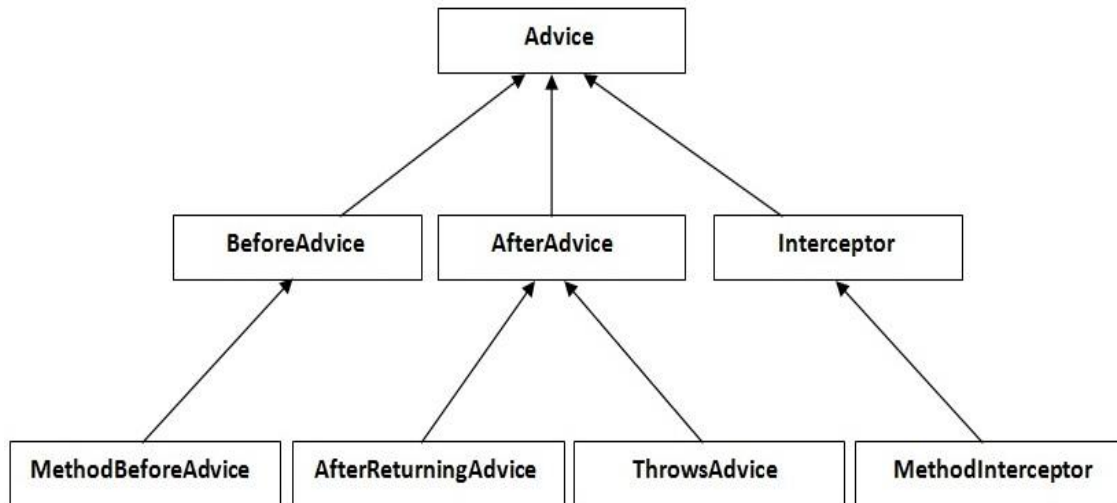 Advice
BeforeAdvice
AfterAdvice
Interceptor
MethodBeforeAdvice
AfterReturningAdvice
ThrowsAdvice
MethodInterceptor